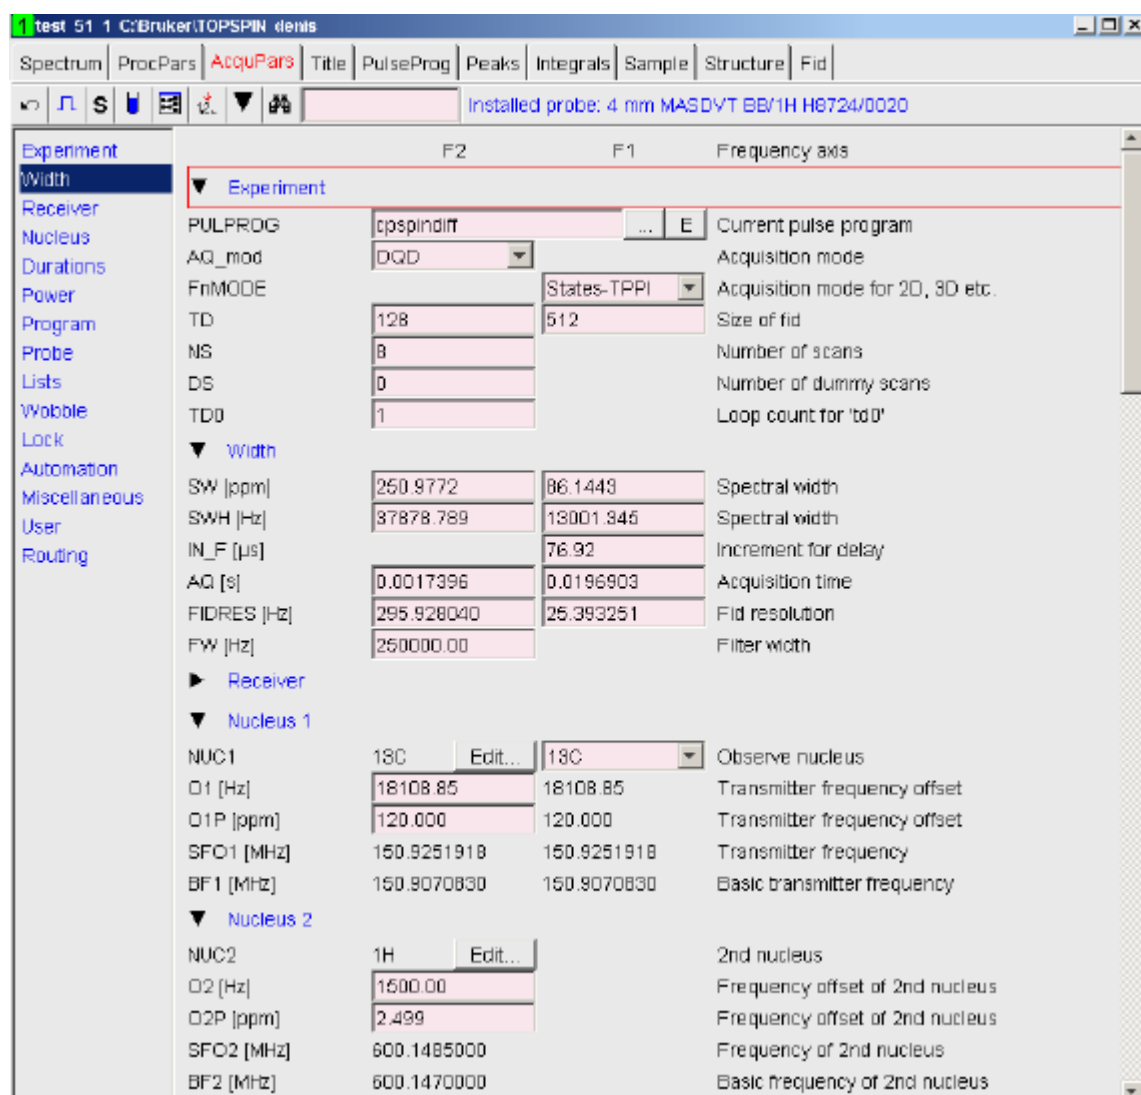 1 test 51 1 C:\Bruker\TOPSPIN denis
Spectrum ProcPars AcquPars Title PulseProg Peaks Integrals Sample Structure Fid
S Installed probe: 4 mm MASDVT BB/1H H8724/0020
Experiment
Width
Receiver
Nucleus
Durations
Power
Program
Probe
Lists
Wobble
Lock
Automation
Miscellaneous
User
Routing
F2 F1 Frequency axis
Experiment
PULPROG cpspindiff ... E Current pulse program
AQ_mod DQD Acquisition mode
FnMODE States-TPPI Acquisition mode for 2D, 3D etc.
TD 128 512 Size of fid
NS 8 Number of scans
DS 0 Number of dummy scans
TD0 1 Loop count for 'td0'
Width
SW [ppm] 250.9772 86.1443 Spectral width
SWH [Hz] 37878.789 13001.345 Spectral width
IN_F [µs] 76.92 Increment for delay
AQ [s] 0.0017396 0.0196903 Acquisition time
FIDRES [Hz] 295.928040 25.393251 Fid resolution
FW [Hz] 250000.00 Filter width
Receiver
Nucleus 1
NUC1 13C Edit... 13C Observe nucleus
O1 [Hz] 18108.85 18108.85 Transmitter frequency offset
O1P [ppm] 120.000 120.000 Transmitter frequency offset
SFO1 [MHz] 150.9251918 150.9251918 Transmitter frequency
BF1 [MHz] 150.9070830 150.9070830 Basic transmitter frequency
Nucleus 2
NUC2 1H Edit... 2nd nucleus
O2 [Hz] 1500.00 Frequency offset of 2nd nucleus
O2P [ppm] 2.499 Frequency offset of 2nd nucleus
SFO2 [MHz] 600.1485000 Frequency of 2nd nucleus
BF2 [MHz] 600.1470000 Basic frequency of 2nd nucleus